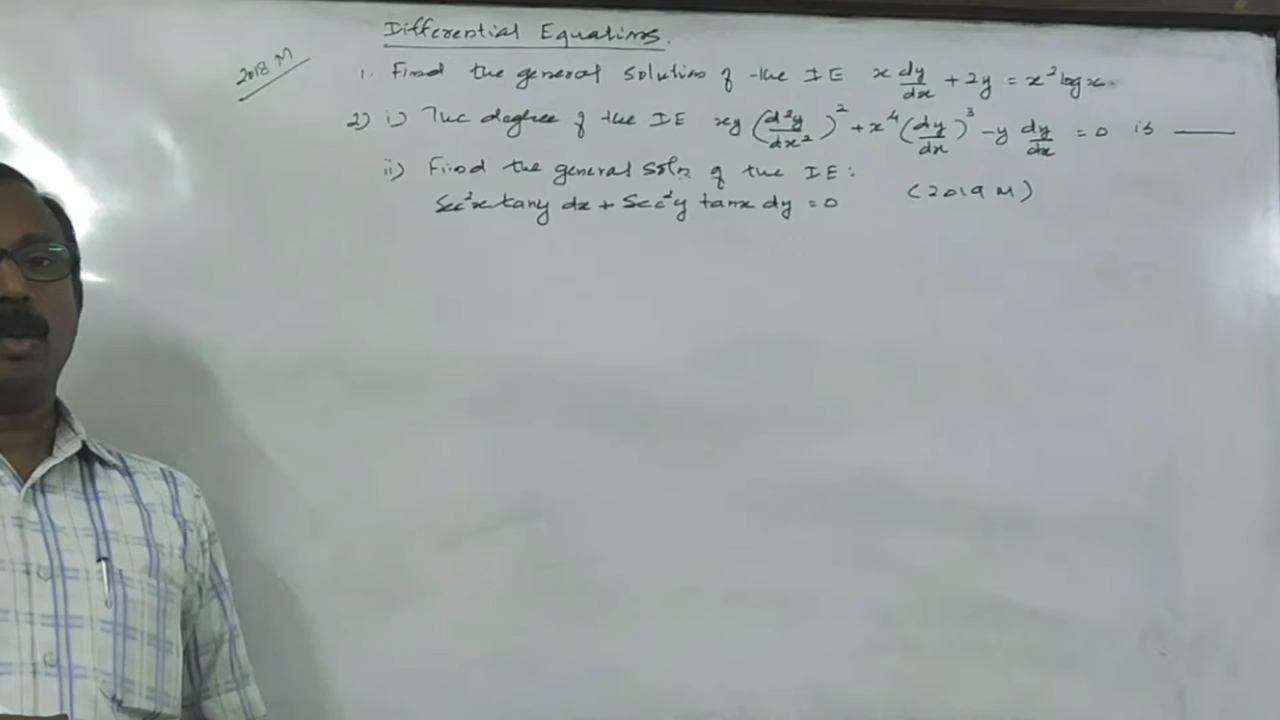 Differential Equations.
2018 M
1. Find the general solution of the DE x dy/dx + 2y = x² log x.
2) i) The degree of the DE xy (d²y/dx²)² + x⁴ (dy/dx)³ - y dy/dx = 0 is ____
ii) Find the general soln of the DE:
Sec²x tany dx + Sec²y tanx dy = 0 (2019 M)